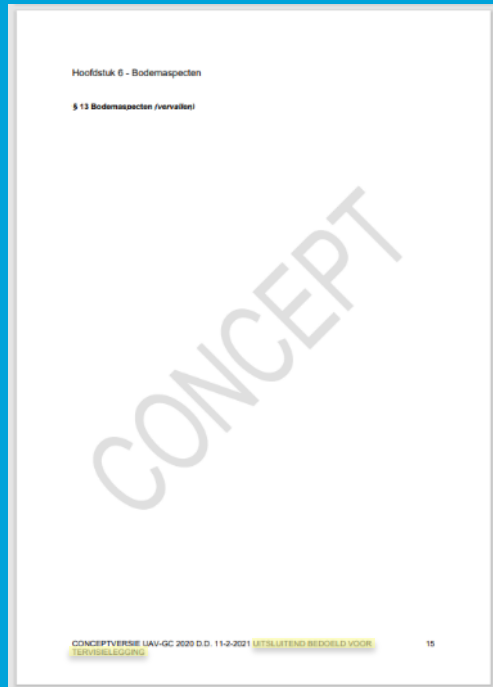 Hoofdstuk 6 - Bodemaspecten
§ 13 Bodemaspecten (vervallen)
CONCEPT
CONCEPTVERSIE UAV-GC 2020 D.D. 11-2-2021 UITSLUITEND BEDOELD VOOR 15
TERVISIELEGGING